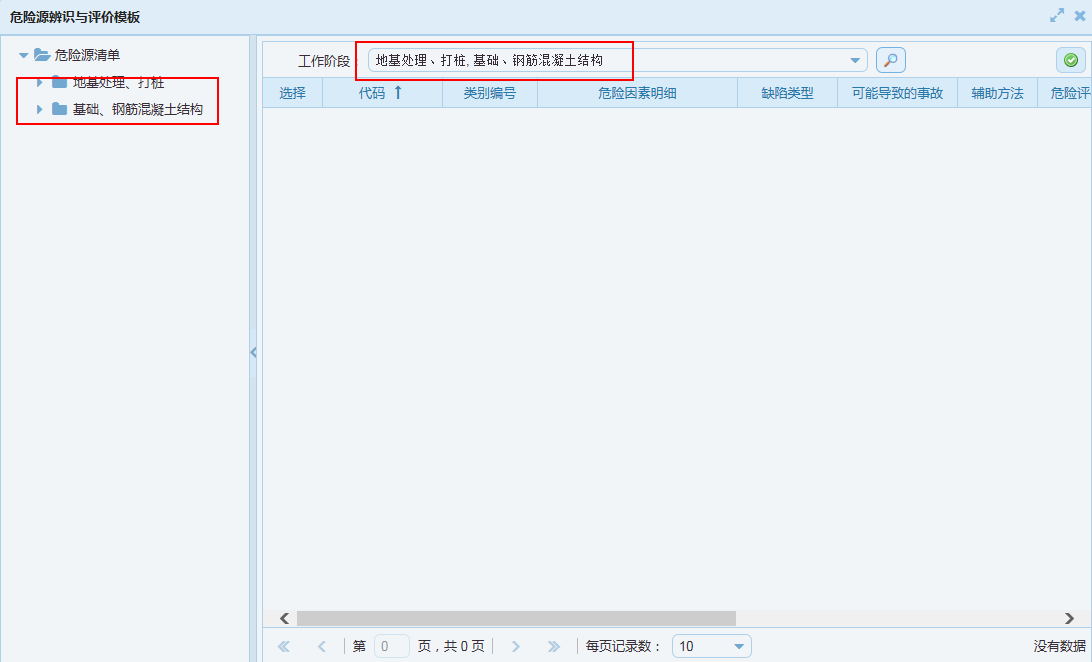 危险源辨识与评价模板
危险源清单
地基处理、打桩
基础、钢筋混凝土结构
工作阶段: 地基处理、打桩,基础、钢筋混凝土结构
选择 代码 ↑ 类别编号 危险因素明细 缺陷类型 可能导致的事故 辅助方法 危险评
第 0 页，共 0 页 每页记录数： 10 没有数据